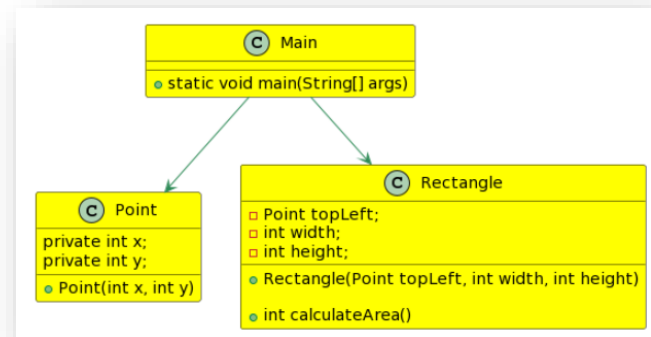 C Main
static void main(String[] args)
C Point
private int x;
private int y;
Point(int x, int y)
C Rectangle
Point topLeft;
int width;
int height;
Rectangle(Point topLeft, int width, int height)
int calculateArea()